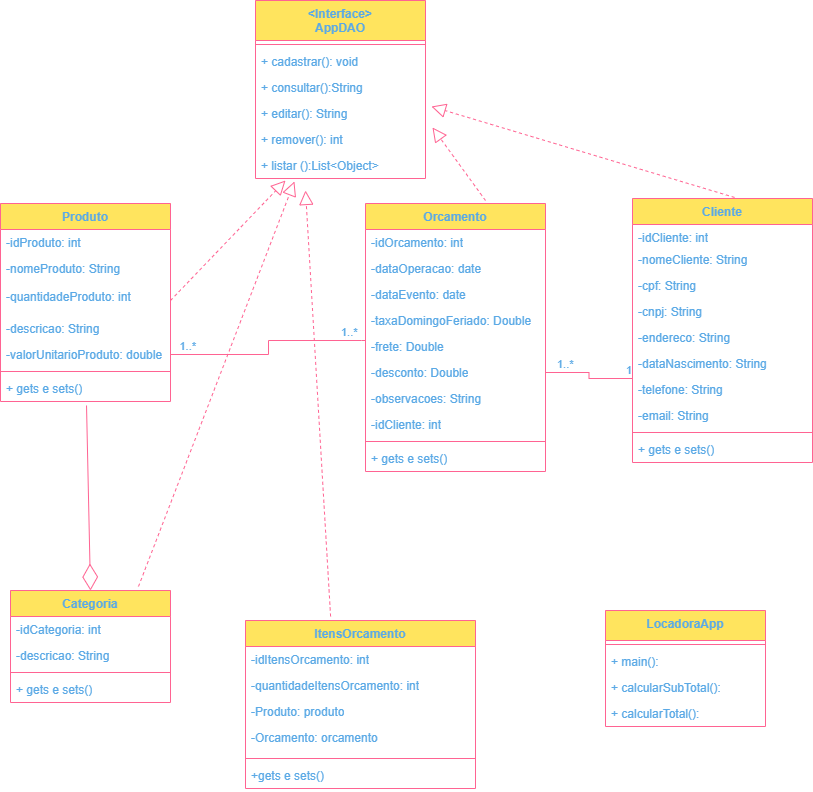 <Interface>
AppDAO
+ cadastrar(): void
+ consultar():String
+ editar(): String
+ remover(): int
+ listar ():List<Object>
Produto
-idProduto: int
-nomeProduto: String
-quantidadeProduto: int
-descricao: String
-valorUnitarioProduto: double
+ gets e sets()
1..*
1..*
Orcamento
-idOrcamento: int
-dataOperacao: date
-dataEvento: date
-taxaDomingoFeriado: Double
-frete: Double
-desconto: Double
-observacoes: String
-idCliente: int
+ gets e sets()
1..*
1
Cliente
-idCliente: int
-nomeCliente: String
-cpf: String
-cnpj: String
-endereco: String
-dataNascimento: String
-telefone: String
-email: String
+ gets e sets()
Categoria
-idCategoria: int
-descricao: String
+ gets e sets()
ItensOrcamento
-idItensOrcamento: int
-quantidadeItensOrcamento: int
-Produto: produto
-Orcamento: orcamento
+gets e sets()
LocadoraApp
+ main():
+ calcularSubTotal():
+ calcularTotal():